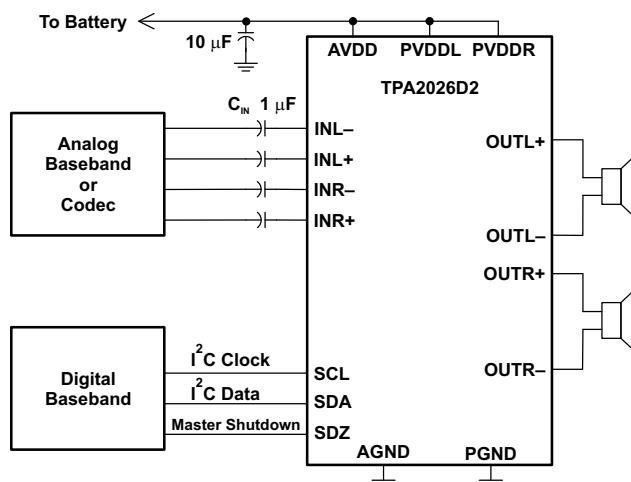 To Battery
10 μF
AVDD PVDDL PVDDR
TPA2026D2
CIN 1 μF
Analog
Baseband
or
Codec
INL–
INL+
INR–
INR+
OUTL+
OUTL–
OUTR+
OUTR–
Digital
Baseband
I2C Clock
I2C Data
Master Shutdown
SCL
SDA
SDZ
AGND PGND